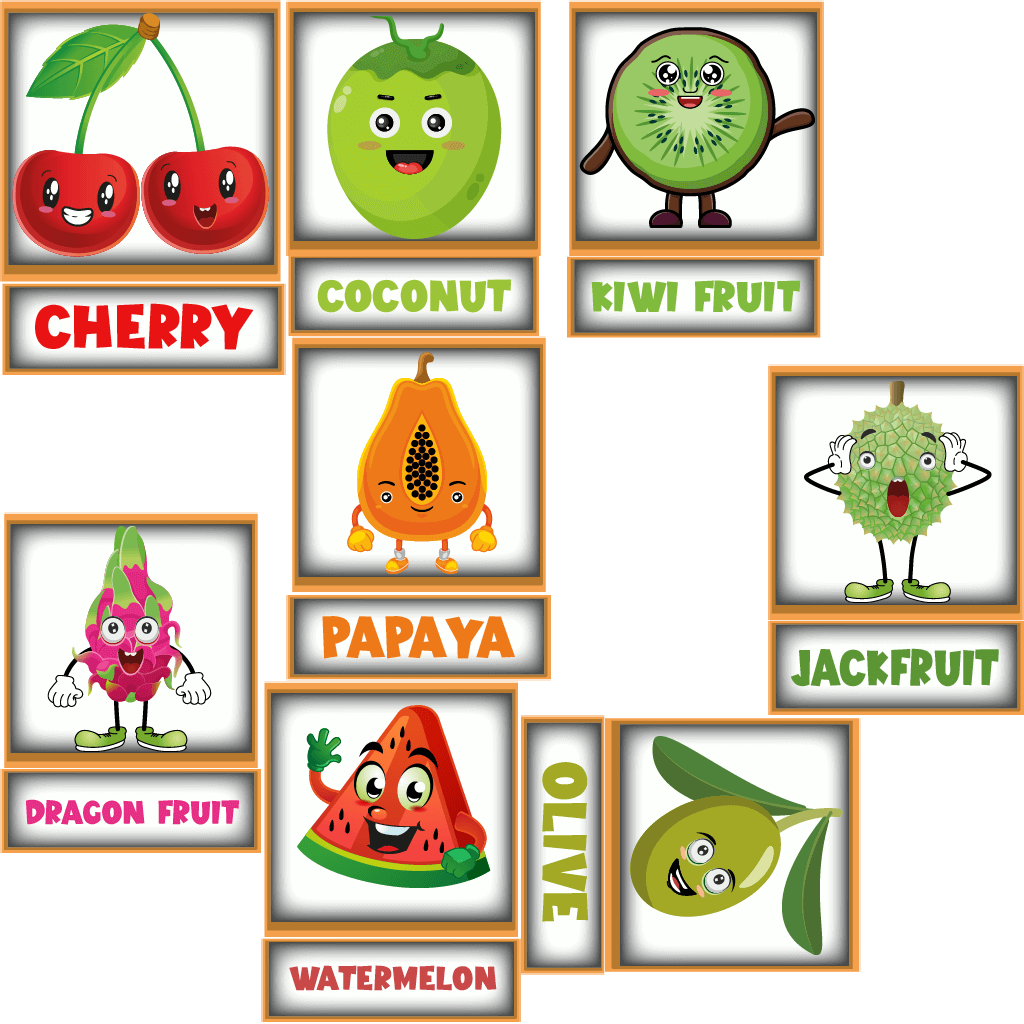 CHERRY
COCONUT
KIWI FRUIT
PAPAYA
JACKFRUIT
DRAGON FRUIT
OLIVE
WATERMELON